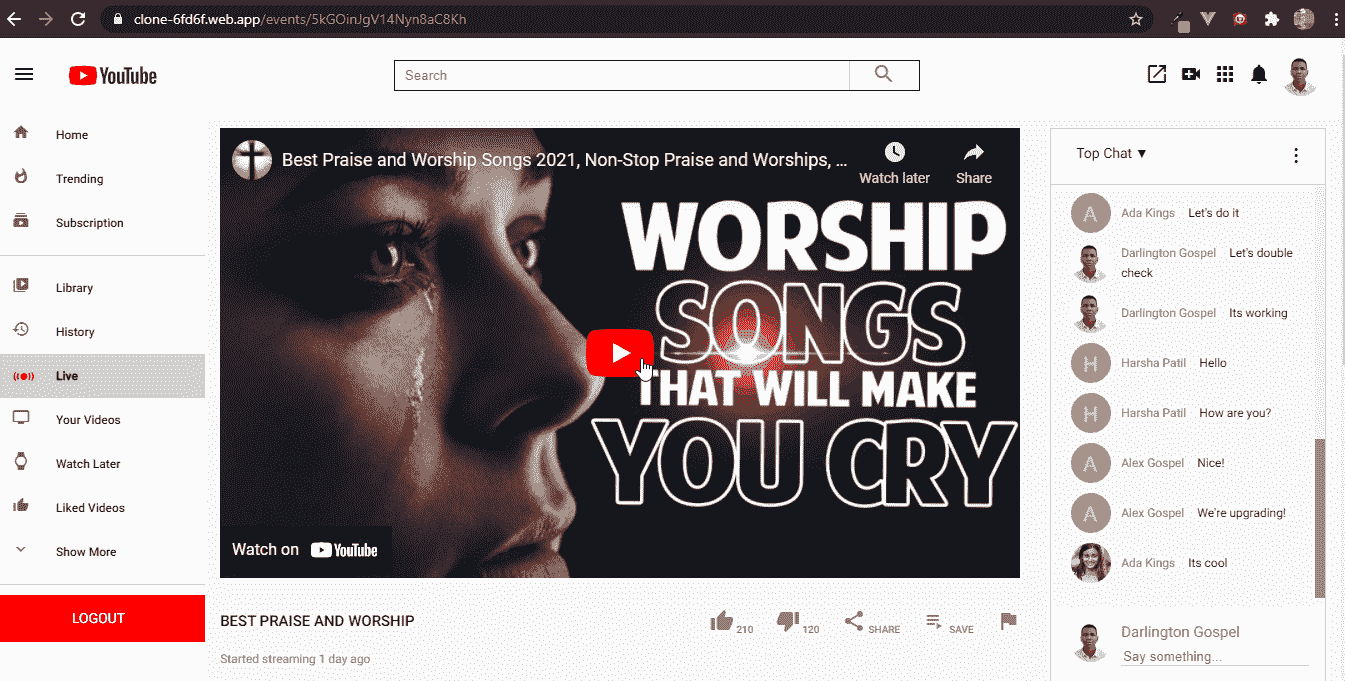 clone-6fd6f.web.app/events/5kGOinJgV14Nyn8aC8Kh
YouTube
Search
Home
Trending
Subscription
Library
History
Live
Your Videos
Watch Later
Liked Videos
Show More
LOGOUT
Best Praise and Worship Songs 2021, Non-Stop Praise and Worships, ...
Watch later
Share
WORSHIP
SONGS
THAT WILL MAKE
YOU CRY
Watch on YouTube
BEST PRAISE AND WORSHIP
210
120
SHARE
SAVE
Started streaming 1 day ago
Top Chat ▼
A Ada Kings Let's do it
Darlington Gospel Let's double
check
Darlington Gospel Its working
H Harsha Patil Hello
H Harsha Patil How are you?
A Alex Gospel Nice!
A Alex Gospel We're upgrading!
Ada Kings Its cool
Darlington Gospel
Say something...